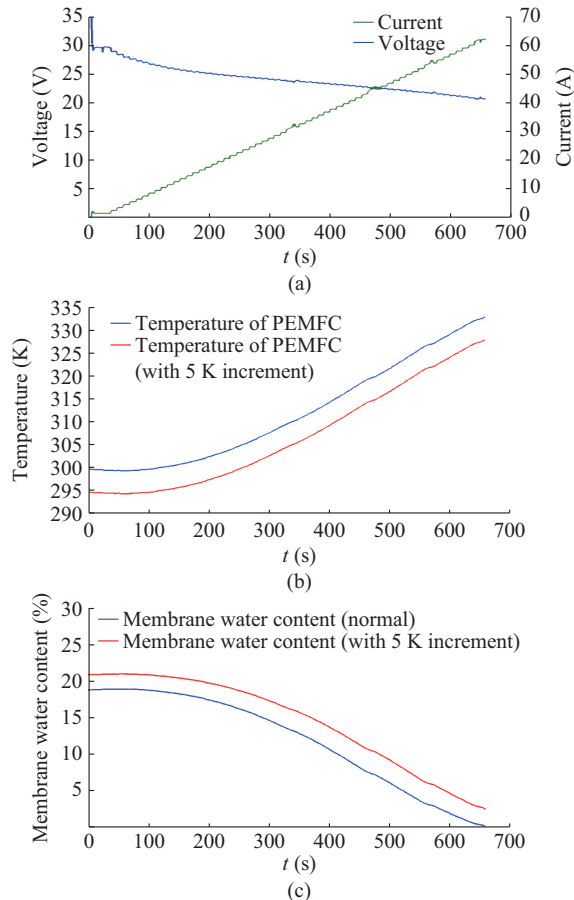 35
30
25
20
15
10
5
Voltage (V)
Current
Voltage
70
60
50
40
30
20
10
0
Current (A)
0 100 200 300 400 500 600 700
t (s)
(a)
335
330
325
320
315
310
305
300
295
290
Temperature (K)
Temperature of PEMFC
Temperature of PEMFC
(with 5 K increment)
0 100 200 300 400 500 600 700
t (s)
(b)
30
25
20
15
10
5
Membrane water content (%)
Membrane water content (normal)
Membrane water content (with 5 K increment)
0 100 200 300 400 500 600 700
t (s)
(c)